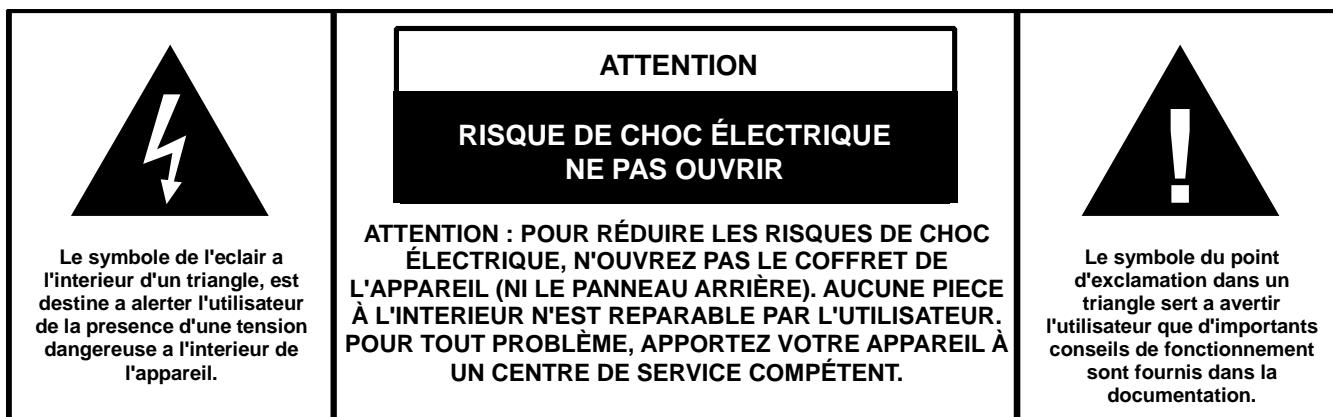 Le symbole de l'eclair a
l'interieur d'un triangle, est
destine a alerter l'utilisateur
de la presence d'une tension
dangereuse a l'interieur de
l'appareil.
ATTENTION
RISQUE DE CHOC ÉLECTRIQUE
NE PAS OUVRIR
ATTENTION : POUR RÉDUIRE LES RISQUES DE CHOC
ÉLECTRIQUE, N'OUVREZ PAS LE COFFRET DE
L'APPAREIL (NI LE PANNEAU ARRIÈRE). AUCUNE PIECE
À L'INTERIEUR N'EST REPARABLE PAR L'UTILISATEUR.
POUR TOUT PROBLÈME, APPORTEZ VOTRE APPAREIL À
UN CENTRE DE SERVICE COMPÉTENT.
!
Le symbole du point
d'exclamation dans un
triangle sert a avertir
l'utilisateur que d'importants
conseils de fonctionnement
sont fournis dans la
documentation.